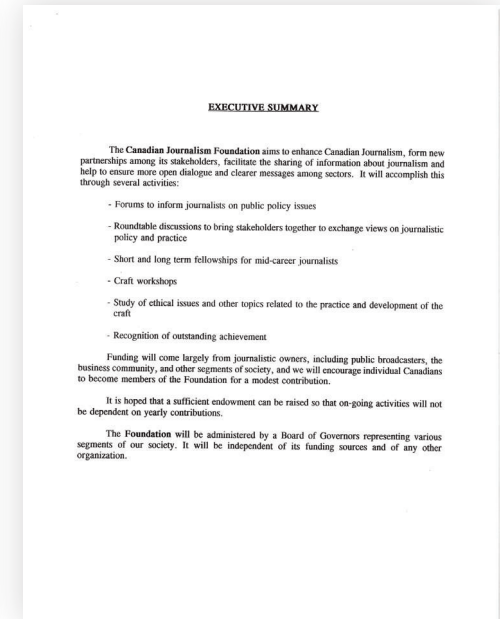 EXECUTIVE SUMMARY
The Canadian Journalism Foundation aims to enhance Canadian Journalism, form new
partnerships among its stakeholders, facilitate the sharing of information about journalism and
help to ensure more open dialogue and clearer messages among sectors. It will accomplish this
through several activities:
- Forums to inform journalists on public policy issues
- Roundtable discussions to bring stakeholders together to exchange views on journalistic
policy and practice
- Short and long term fellowships for mid-career journalists
- Craft workshops
- Study of ethical issues and other topics related to the practice and development of the
craft
- Recognition of outstanding achievement
Funding will come largely from journalistic owners, including public broadcasters, the
business community, and other segments of society, and we will encourage individual Canadians
to become members of the Foundation for a modest contribution.
It is hoped that a sufficient endowment can be raised so that on-going activities will not
be dependent on yearly contributions.
The Foundation will be administered by a Board of Governors representing various
segments of our society. It will be independent of its funding sources and of any other
organization.